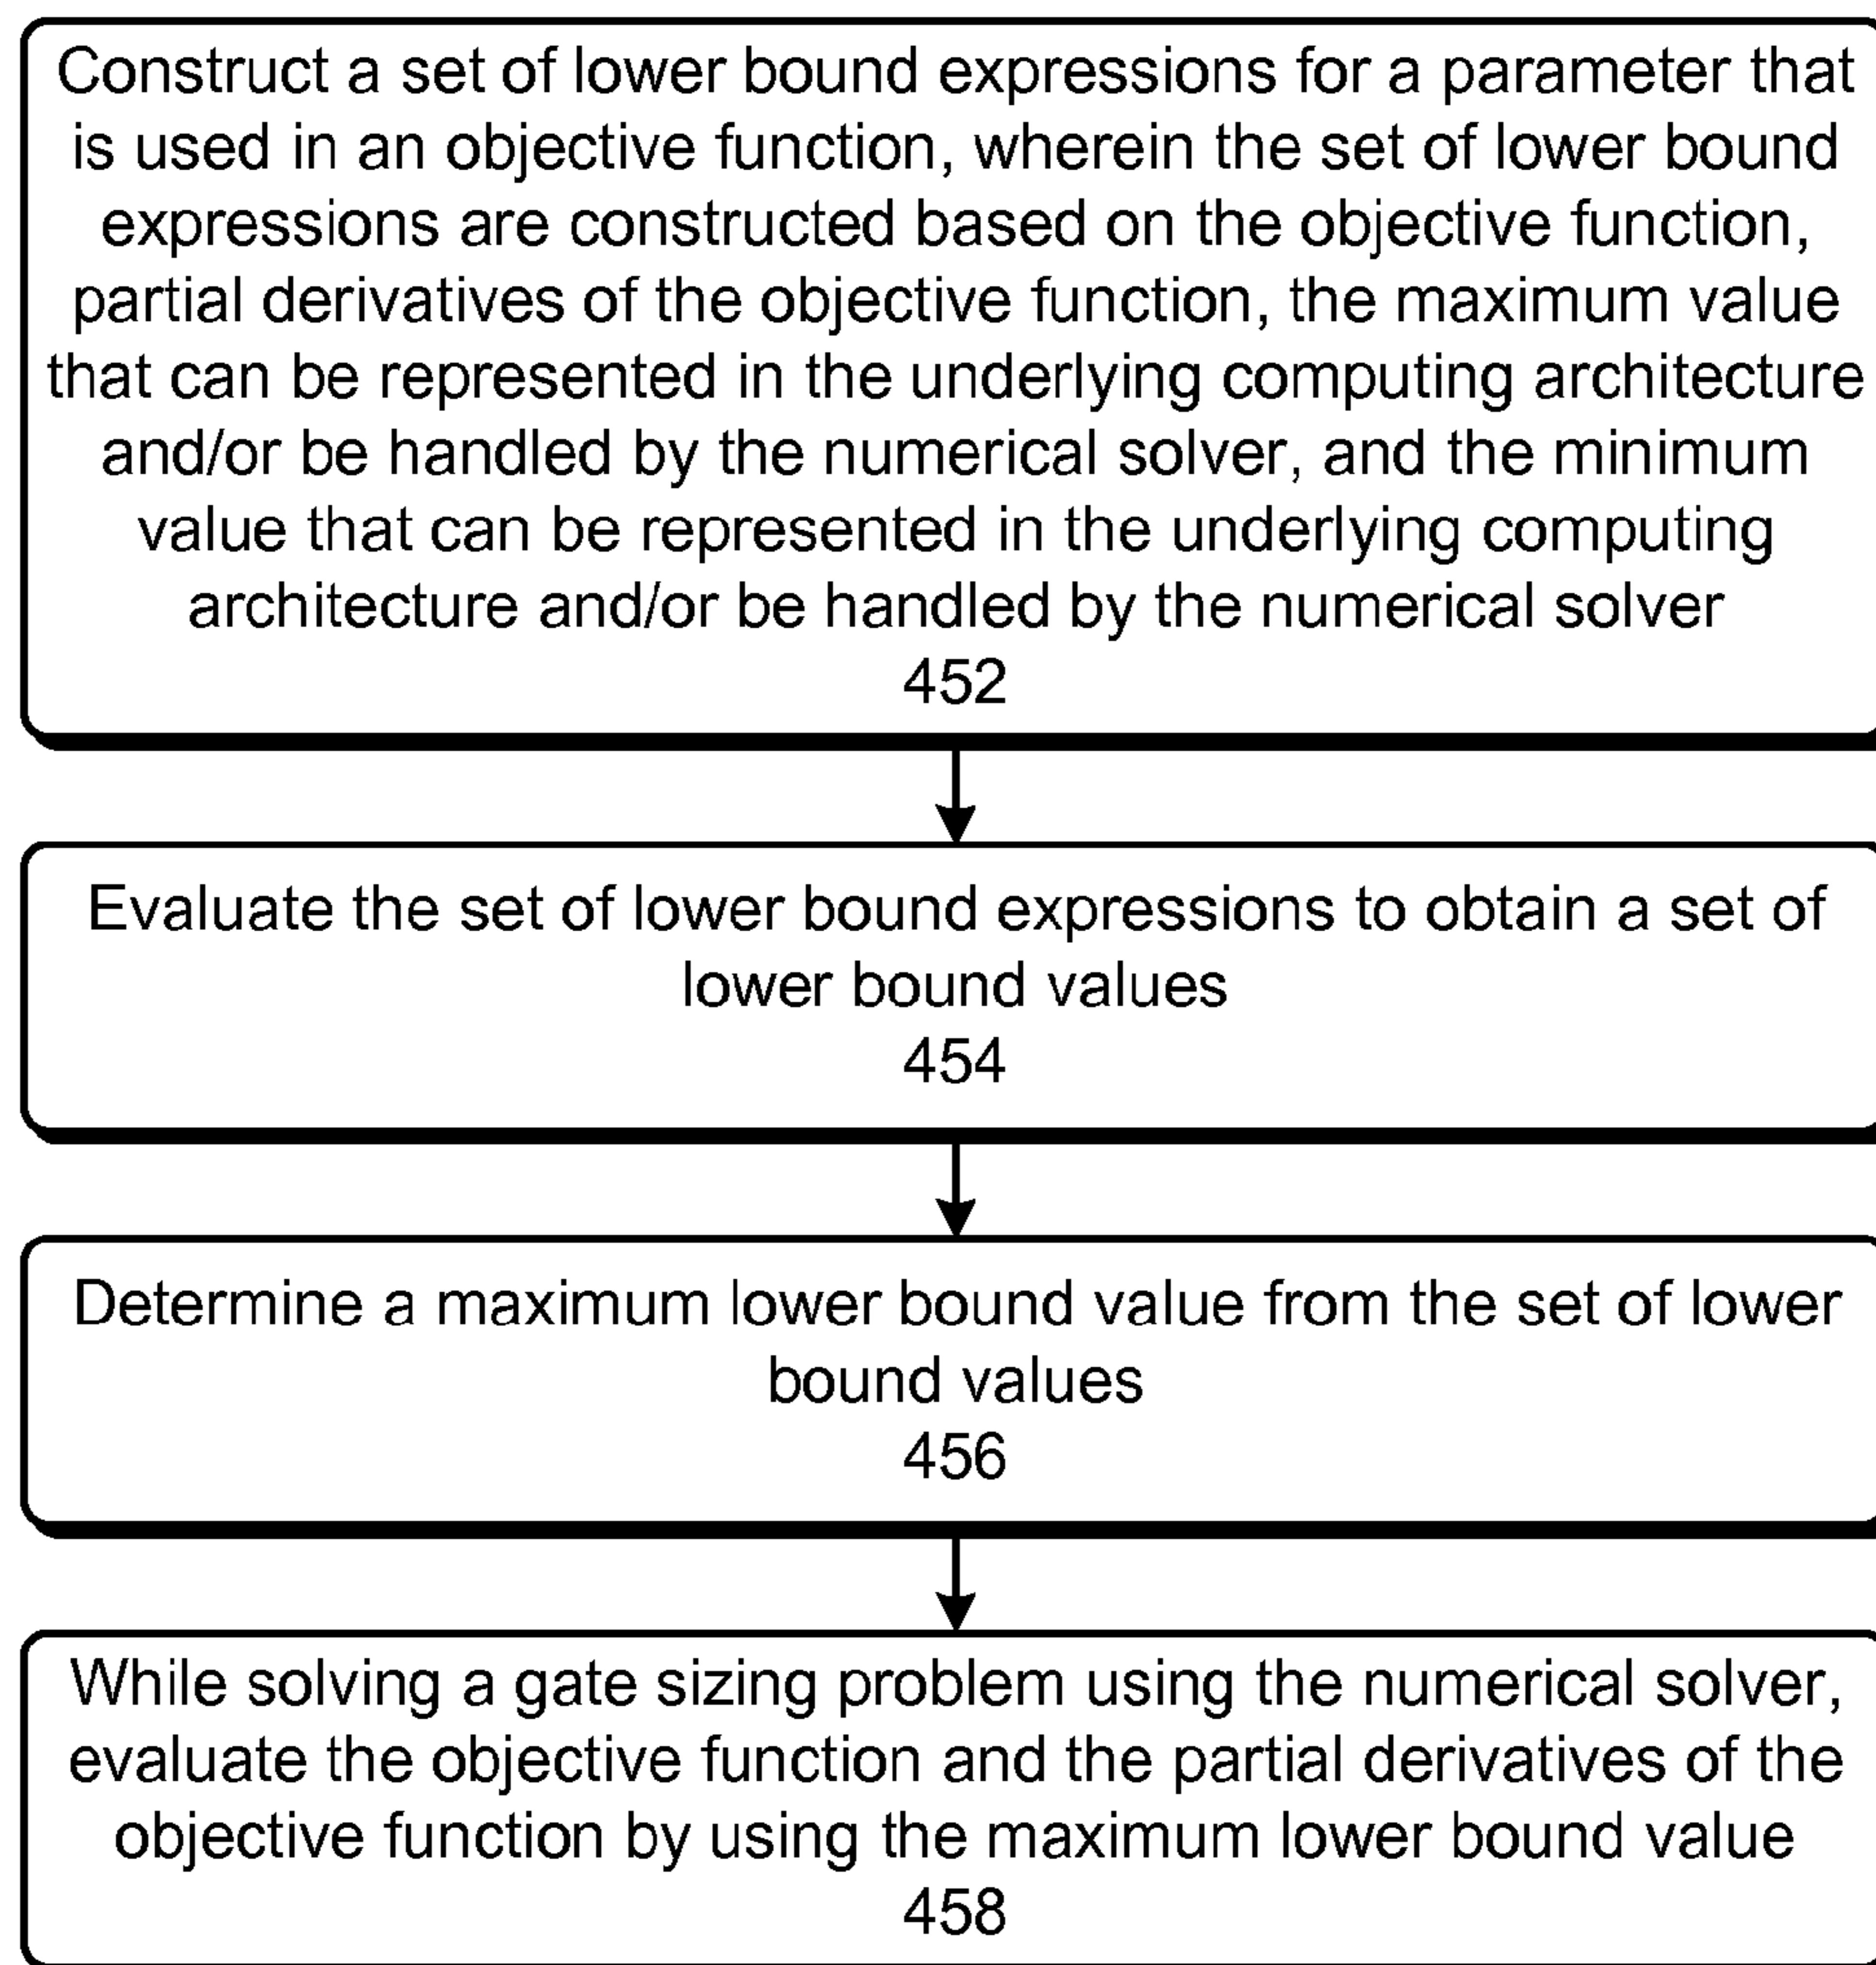 Construct a set of lower bound expressions for a parameter that
is used in an objective function, wherein the set of lower bound
expressions are constructed based on the objective function,
partial derivatives of the objective function, the maximum value
that can be represented in the underlying computing architecture
and/or be handled by the numerical solver, and the minimum
value that can be represented in the underlying computing
architecture and/or be handled by the numerical solver
452
Evaluate the set of lower bound expressions to obtain a set of
lower bound values
454
Determine a maximum lower bound value from the set of lower
bound values
456
While solving a gate sizing problem using the numerical solver,
evaluate the objective function and the partial derivatives of the
objective function by using the maximum lower bound value
458